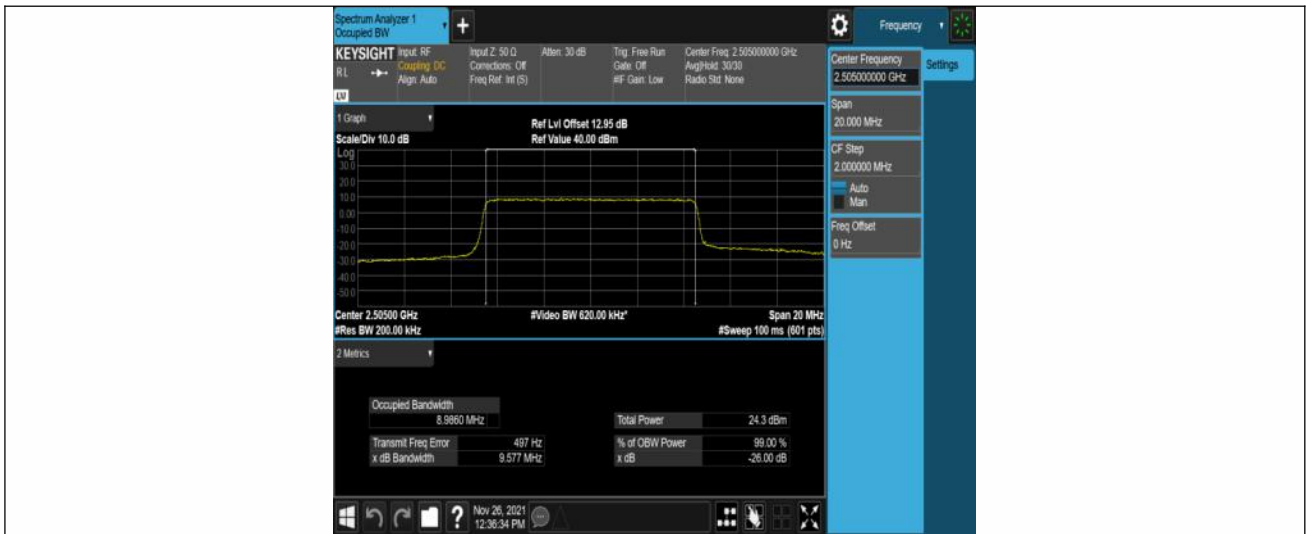 Spectrum Analyzer 1
Occupied BW
Frequency
KEYSIGHT
R L
LXI
Input: RF
Coupling: DC
Align: Auto
Input Z: 50 Ω
Corrections: Off
Freq Ref: Int (S)
Atten: 30 dB
Trig: Free Run
Gate: Off
#IF Gain: Low
Center Freq: 2.505000000 GHz
Avg|Hold: 30/30
Radio Std: None
1 Graph
Scale/Div 10.0 dB
Ref Lvl Offset 12.95 dB
Ref Value 40.00 dBm
Log
30.0
20.0
10.0
0.00
-10.0
-20.0
-30.0
-40.0
-50.0
Center 2.50500 GHz
#Res BW 200.00 kHz
#Video BW 620.00 kHz*
Span 20 MHz
#Sweep 100 ms (601 pts)
2 Metrics
Occupied Bandwidth
8.9860 MHz
Transmit Freq Error 497 Hz
x dB Bandwidth 9.577 MHz
Total Power 24.3 dBm
% of OBW Power 99.00 %
x dB -26.00 dB
Nov 26, 2021
12:36:34 PM
Center Frequency
2.505000000 GHz
Settings
Span
20.000 MHz
CF Step
2.000000 MHz
Auto
Man
Freq Offset
0 Hz